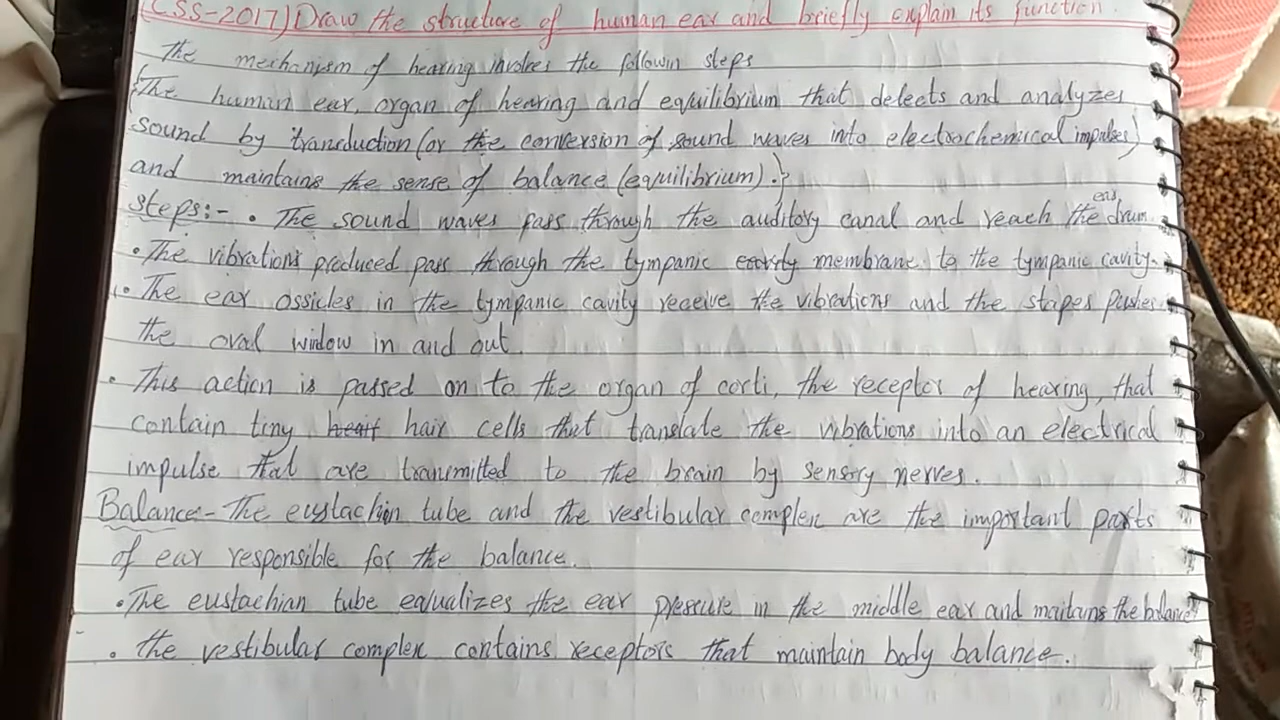 (CSS-2017) Draw the structure of human ear and briefly explain its function.
The mechanism of hearing involves the followin steps
{The human ear, organ of hearing and equilibrium that detects and analyzes
sound by transduction (or the conversion of sound waves into electrochemical impulses)
and maintains the sense of balance (equilibrium).}
Steps:- • The sound waves pass through the auditory canal and reach the ear drum.
• The vibrations produced pass through the tympanic membrane to the tympanic cavity.
• The ear ossicles in the tympanic cavity receive the vibrations and the stapes pushes
the oval window in and out.
• This action is passed on to the organ of corti, the receptor of hearing, that
contain tiny hair cells that translate the vibrations into an electrical
impulse that are transmitted to the brain by sensory nerves.
Balance - The eustachin tube and the vestibular complex are the important parts
of ear responsible for the balance.
• The eustachian tube equalizes the ear pressure in the middle ear and maitains the balance
• the vestibular complex contains receptors that maintain body balance.